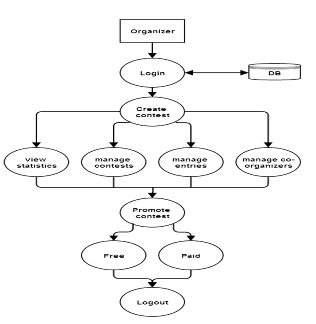 Organizer
Login
DB
Create
contest
view
statistics
manage
contests
manage
entries
manage co-
organizers
Promote
contest
Free
Paid
Logout